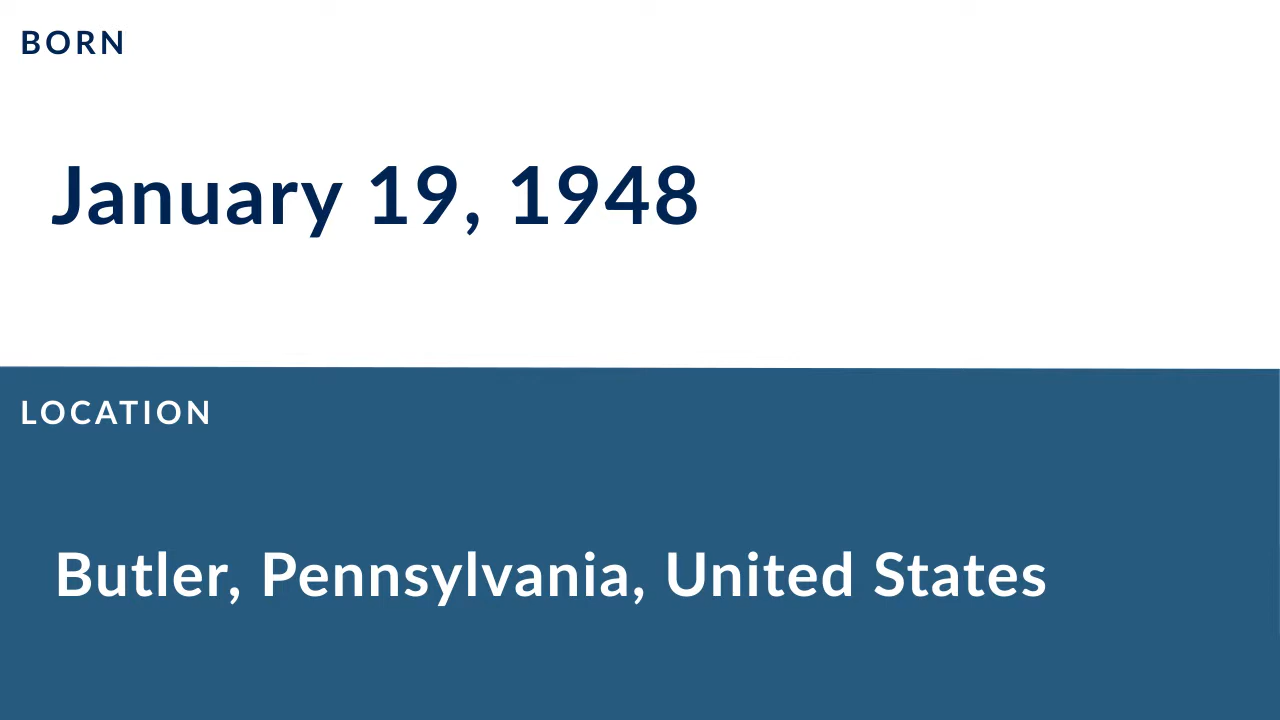 BORN
January 19, 1948
LOCATION
Butler, Pennsylvania, United States